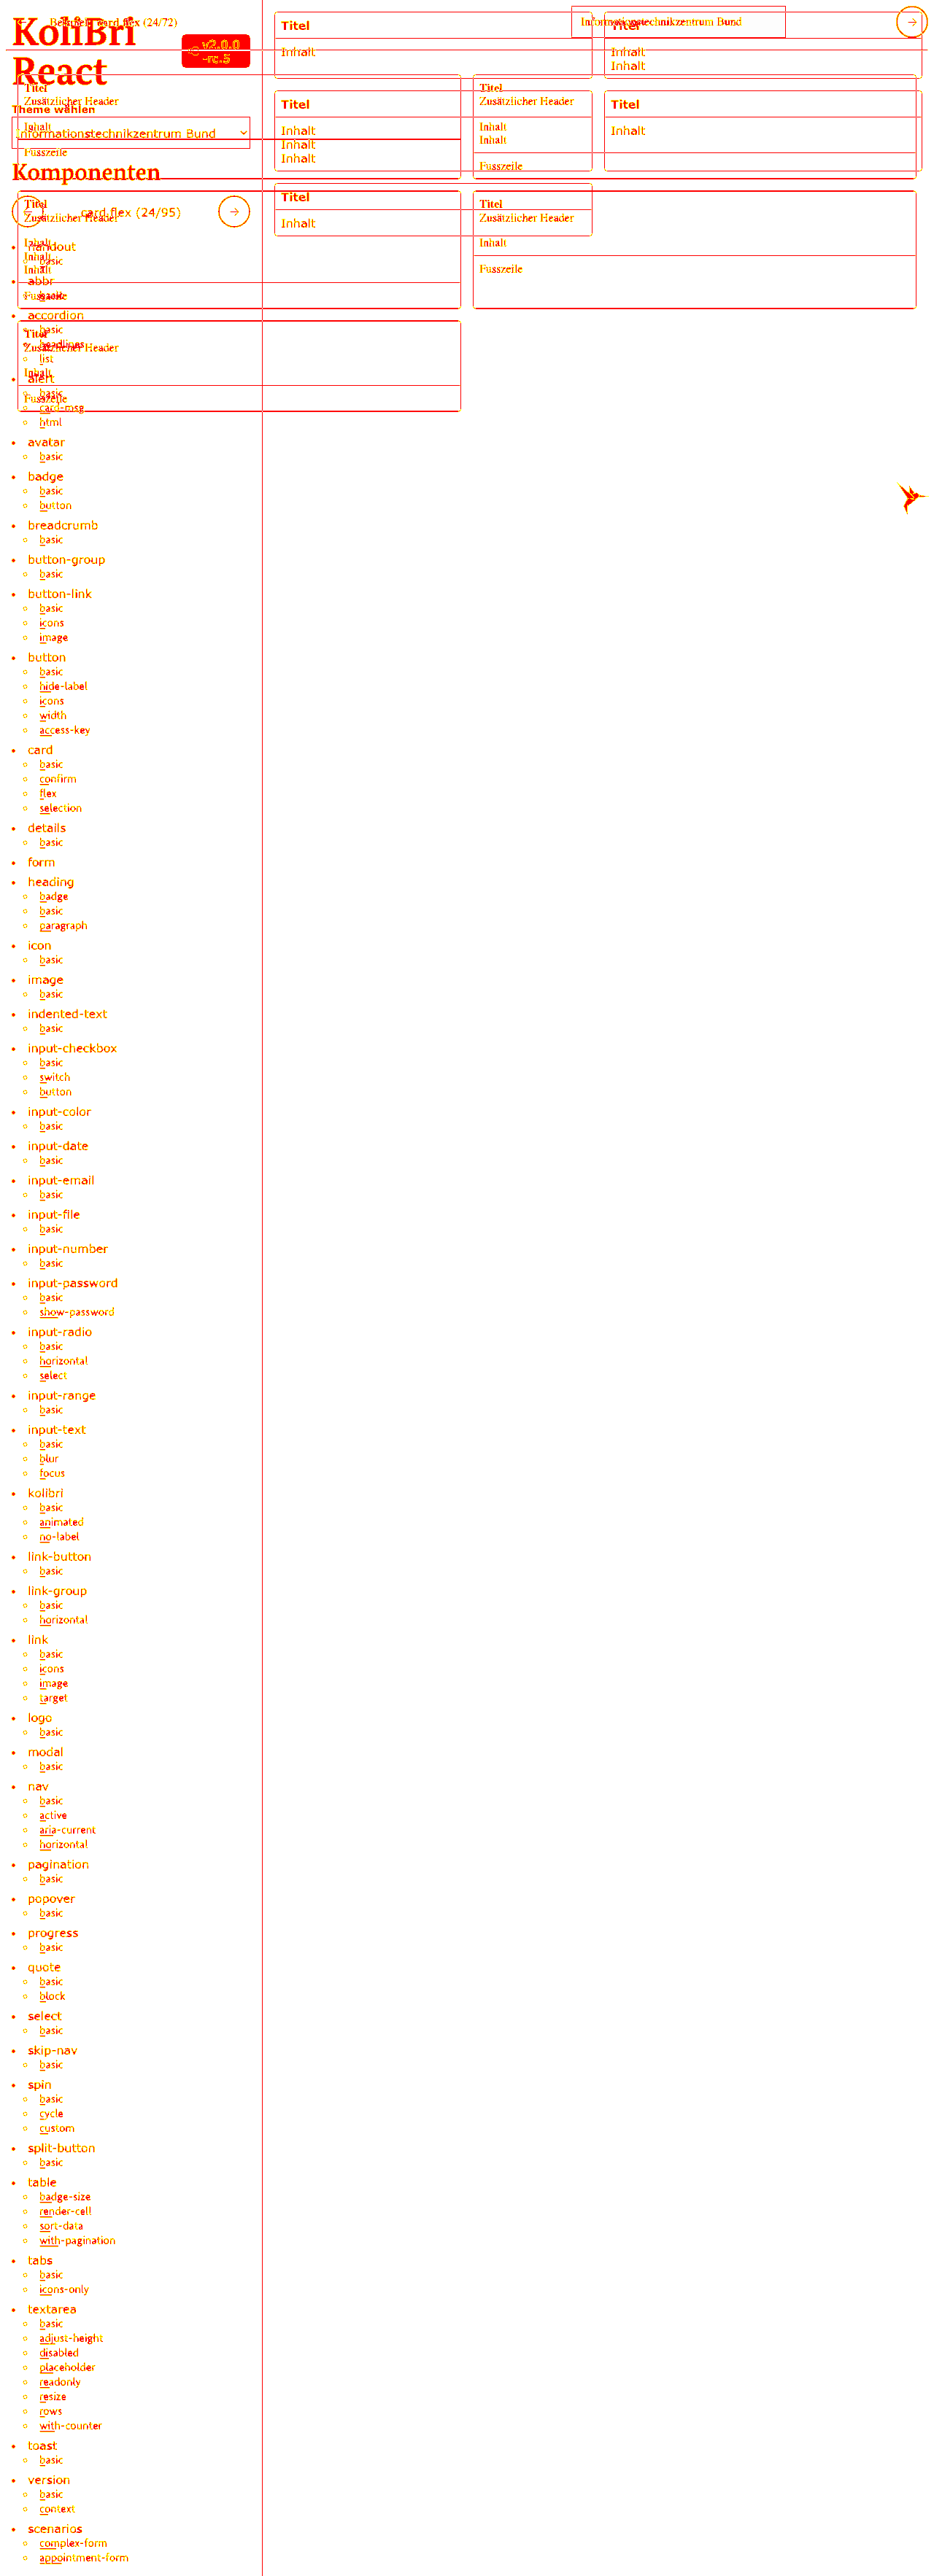 KoliBri
React
v2.0.0
-rc.5
Beispiel card flex (24/72)
Informationstechnikzentrum Bund
Theme wählen
Informationstechnikzentrum Bund
Komponenten
card flex (24/95)
Titel
Inhalt
Titel
Inhalt
Inhalt
Titel
Inhalt
Inhalt
Inhalt
Titel
Inhalt
Titel
Inhalt
Titel
Zusätzlicher Header
Inhalt
Fusszeile
Titel
Zusätzlicher Header
Inhalt
Inhalt
Fusszeile
Titel
Zusätzlicher Header
Inhalt
Inhalt
Inhalt
Fusszeile
Titel
Zusätzlicher Header
Inhalt
Fusszeile
Titel
Zusätzlicher Header
Inhalt
Fusszeile
handout
basic
abbr
basic
accordion
basic
headlines
list
alert
basic
card-msg
html
avatar
basic
badge
basic
button
breadcrumb
basic
button-group
basic
button-link
basic
icons
image
button
basic
hide-label
icons
width
access-key
card
basic
confirm
flex
selection
details
basic
form
heading
badge
basic
paragraph
icon
basic
image
basic
indented-text
basic
input-checkbox
basic
switch
button
input-color
basic
input-date
basic
input-email
basic
input-file
basic
input-number
basic
input-password
basic
show-password
input-radio
basic
horizontal
select
input-range
basic
input-text
basic
blur
focus
kolibri
basic
animated
no-label
link-button
basic
link-group
basic
horizontal
link
basic
icons
image
target
logo
basic
modal
basic
nav
basic
active
aria-current
horizontal
pagination
basic
popover
basic
progress
basic
quote
basic
block
select
basic
skip-nav
basic
spin
basic
cycle
custom
split-button
basic
table
badge-size
render-cell
sort-data
with-pagination
tabs
basic
icons-only
textarea
basic
adjust-height
disabled
placeholder
readonly
resize
rows
with-counter
toast
basic
version
basic
context
scenarios
complex-form
appointment-form